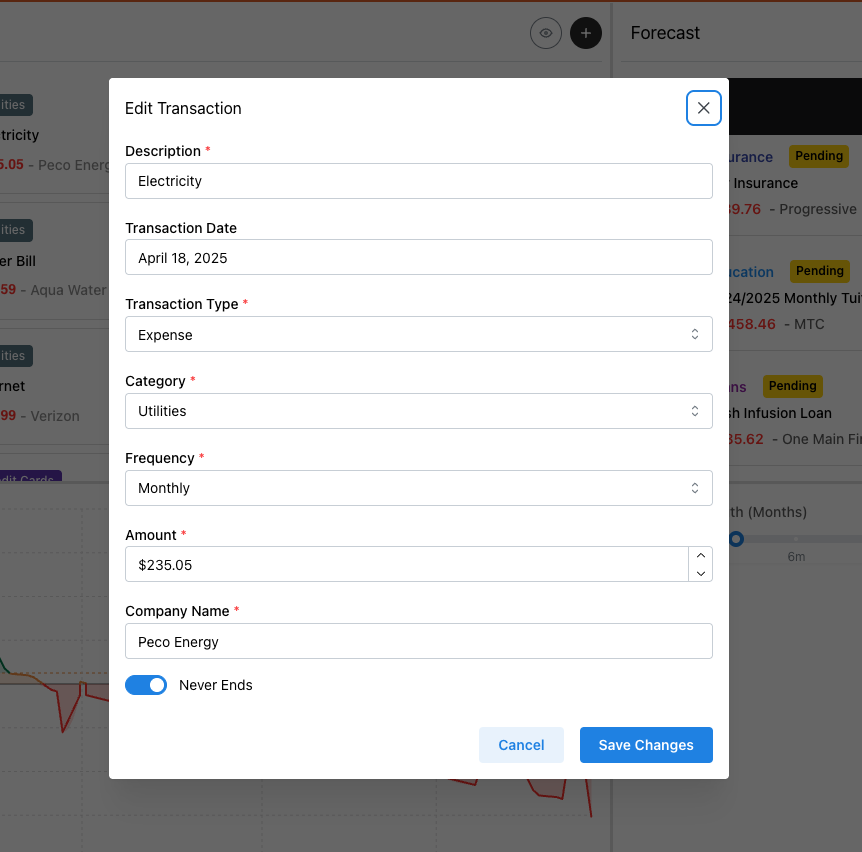 Forecast
Edit Transaction
Description *
Electricity
Transaction Date
April 18, 2025
Transaction Type *
Expense
Category *
Utilities
Frequency *
Monthly
Amount *
$235.05
Company Name *
Peco Energy
Never Ends
Cancel
Save Changes
ities
tricity
5.05 - Peco Energ
ities
er Bill
59 - Aqua Water
ities
rnet
99 - Verizon
dit Cards
urance Pending
Insurance
39.76 - Progressive
ucation Pending
24/2025 Monthly Tui
458.46 - MTC
ans Pending
sh Infusion Loan
35.62 - One Main Fi
th (Months)
6m